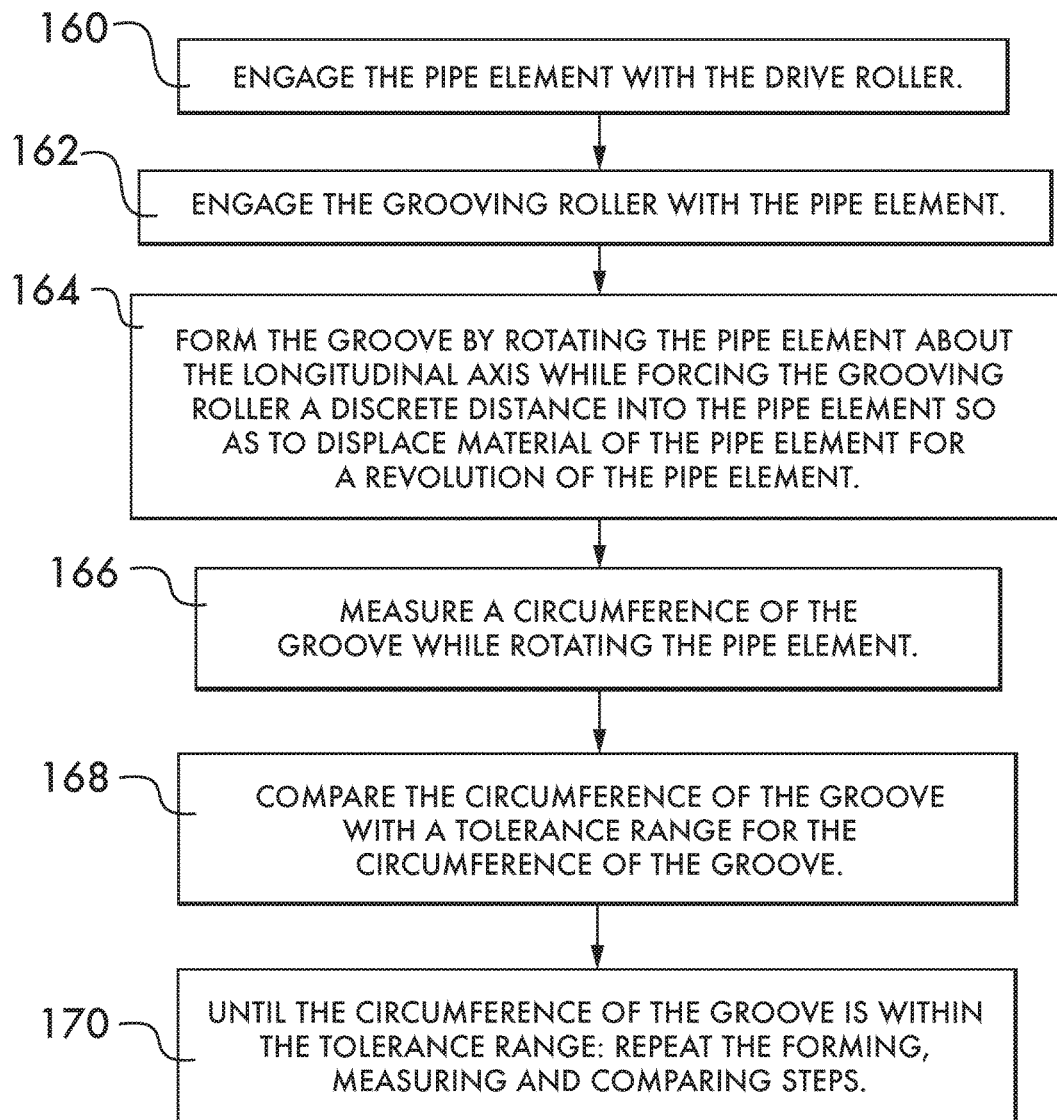 160
ENGAGE THE PIPE ELEMENT WITH THE DRIVE ROLLER.
162
ENGAGE THE GROOVING ROLLER WITH THE PIPE ELEMENT.
164
FORM THE GROOVE BY ROTATING THE PIPE ELEMENT ABOUT
THE LONGITUDINAL AXIS WHILE FORCING THE GROOVING
ROLLER A DISCRETE DISTANCE INTO THE PIPE ELEMENT SO
AS TO DISPLACE MATERIAL OF THE PIPE ELEMENT FOR
A REVOLUTION OF THE PIPE ELEMENT.
166
MEASURE A CIRCUMFERENCE OF THE
GROOVE WHILE ROTATING THE PIPE ELEMENT.
168
COMPARE THE CIRCUMFERENCE OF THE GROOVE
WITH A TOLERANCE RANGE FOR THE
CIRCUMFERENCE OF THE GROOVE.
170
UNTIL THE CIRCUMFERENCE OF THE GROOVE IS WITHIN
THE TOLERANCE RANGE: REPEAT THE FORMING,
MEASURING AND COMPARING STEPS.